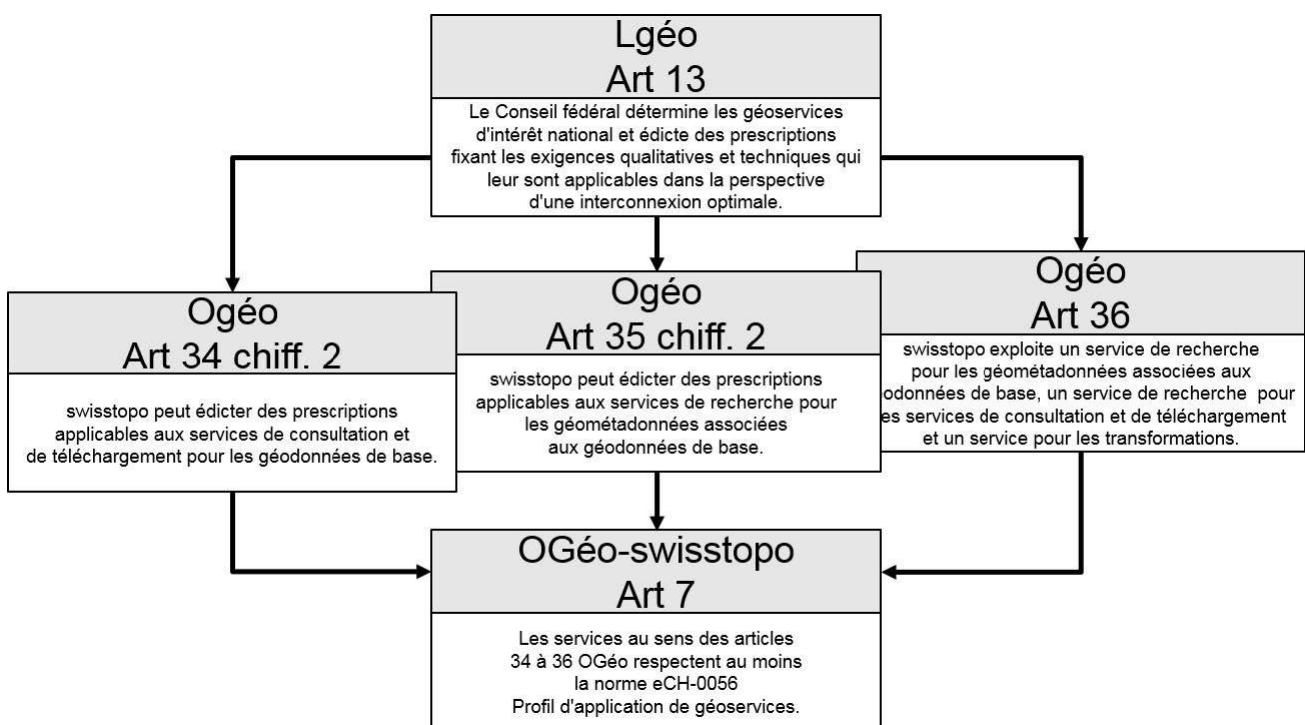 Lgéo
Art 13
Le Conseil fédéral détermine les géoservices
d'intérêt national et édicte des prescriptions
fixant les exigences qualitatives et techniques qui
leur sont applicables dans la perspective
d'une interconnexion optimale.
Ogéo
Art 34 chiff. 2
swisstopo peut édicter des prescriptions
applicables aux services de consultation et
de téléchargement pour les géodonnées de base.
Ogéo
Art 35 chiff. 2
swisstopo peut édicter des prescriptions
applicables aux services de recherche pour
les géométadonnées associées
aux géodonnées de base.
Ogéo
Art 36
swisstopo exploite un service de recherche
pour les géométadonnées associées aux
odonnées de base, un service de recherche pour
es services de consultation et de téléchargement
et un service pour les transformations.
OGéo-swisstopo
Art 7
Les services au sens des articles
34 à 36 OGéo respectent au moins
la norme eCH-0056
Profil d'application de géoservices.